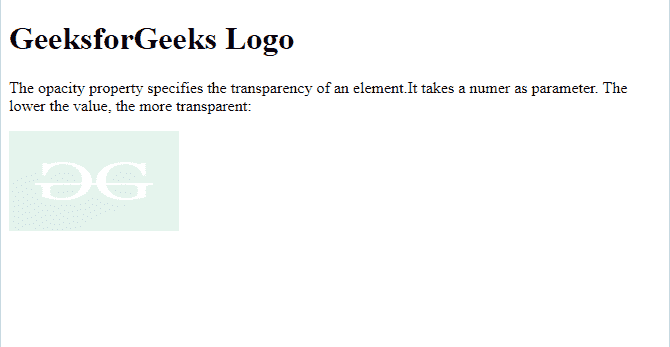 GeeksforGeeks Logo
The opacity property specifies the transparency of an element.It takes a numer as parameter. The
lower the value, the more transparent:
GG